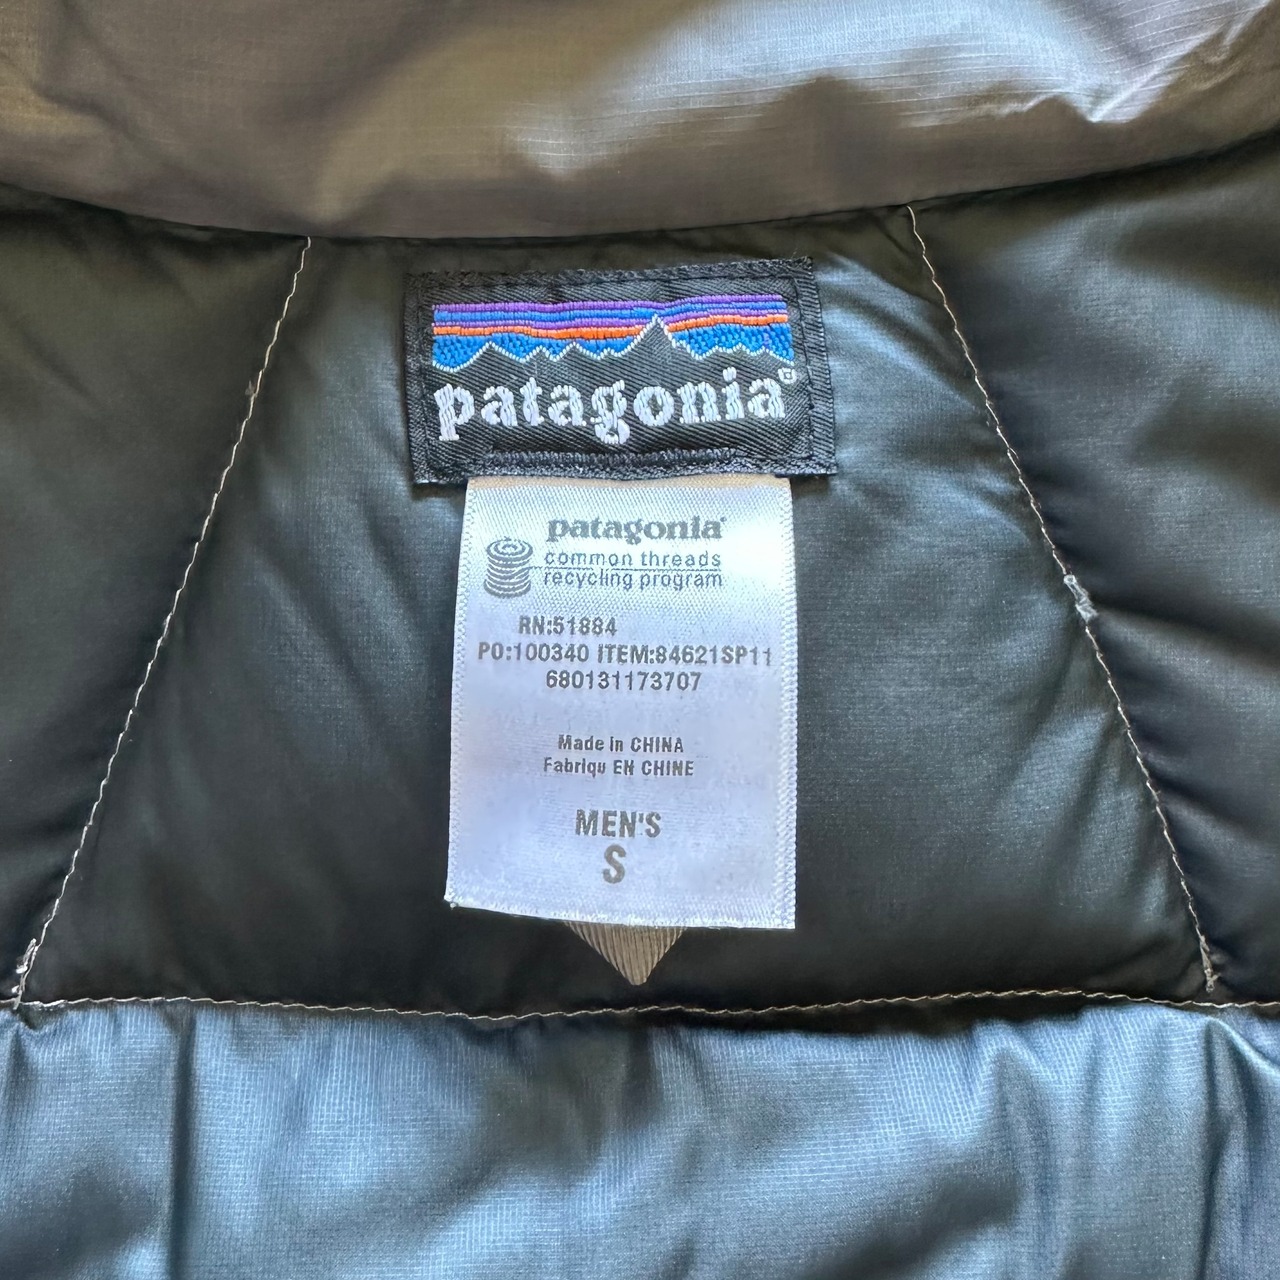 patagonia®
patagonia®
common threads
recycling program
RN:51884
PO:100340 ITEM:84621SP11
680131173707
Made in CHINA
Fabriqu EN CHINE
MEN'S
S